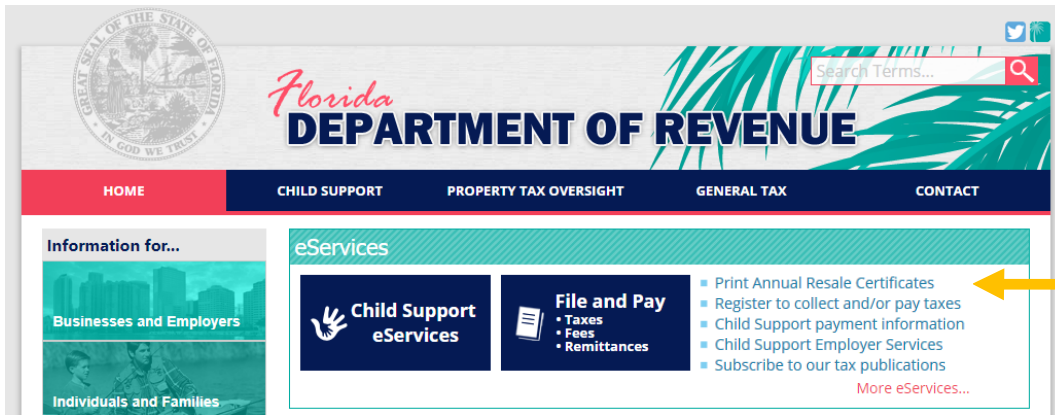 GREAT SEAL OF THE STATE OF FLORIDA
IN GOD WE TRUST
Search Terms...
Florida
DEPARTMENT OF REVENUE
HOME
CHILD SUPPORT
PROPERTY TAX OVERSIGHT
GENERAL TAX
CONTACT
Information for...
Businesses and Employers
Individuals and Families
eServices
Child Support
eServices
File and Pay
• Taxes
• Fees
• Remittances
Print Annual Resale Certificates
Register to collect and/or pay taxes
Child Support payment information
Child Support Employer Services
Subscribe to our tax publications
More eServices...